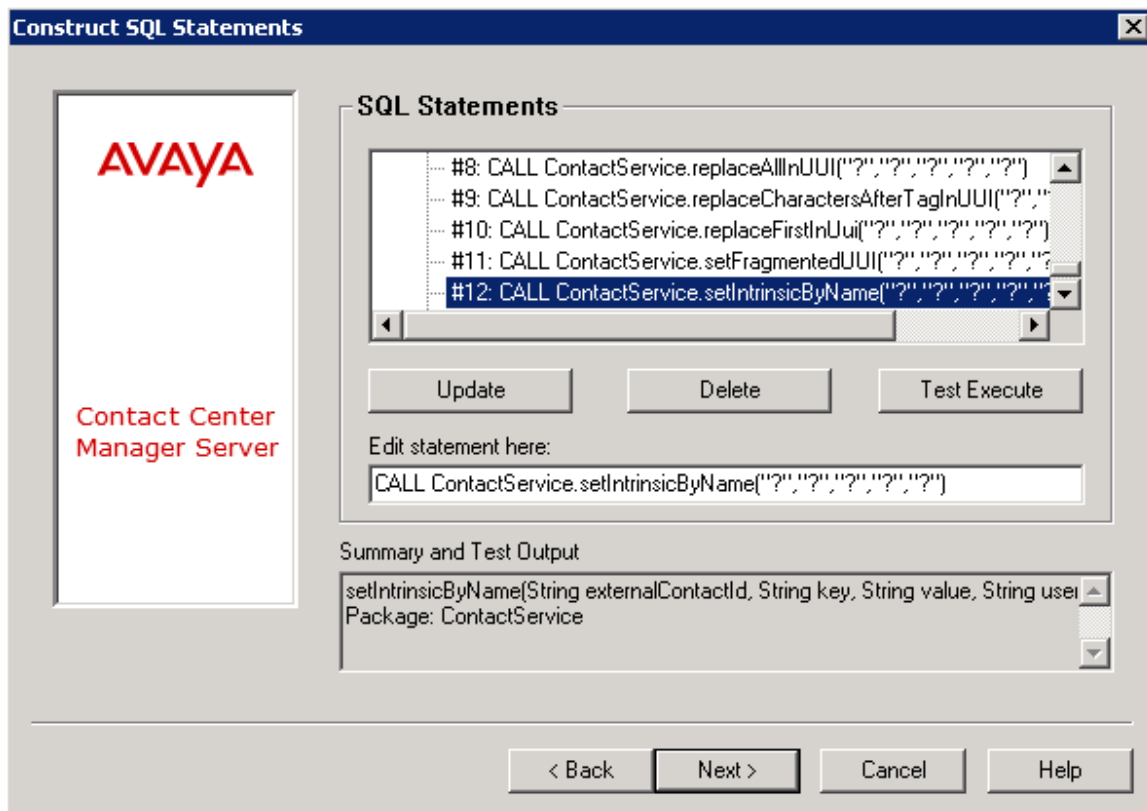 Construct SQL Statements
AVAYA
Contact Center
Manager Server
SQL Statements
#8: CALL ContactService.replaceAllInUUI("?","?","?","?","?")
#9: CALL ContactService.replaceCharactersAfterTagInUUI("?","
#10: CALL ContactService.replaceFirstInUui("?","?","?","?","?")
#11: CALL ContactService.setFragmentedUUI("?","?","?","?","?
#12: CALL ContactService.setIntrinsicByName("?","?","?","?","?
Update
Delete
Test Execute
Edit statement here:
CALL ContactService.setIntrinsicByName("?","?","?","?","?")
Summary and Test Output
setIntrinsicByName(String externalContactId, String key, String value, String user
Package: ContactService
< Back
Next >
Cancel
Help